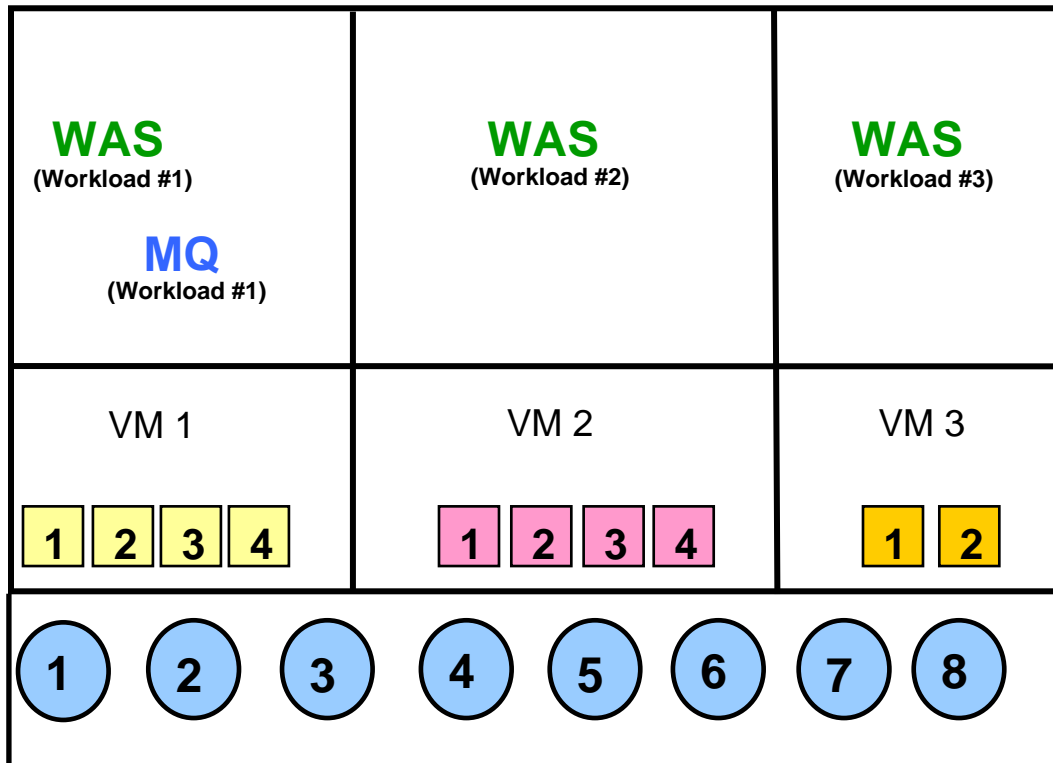 WAS
(Workload #1)
MQ
(Workload #1)
WAS
(Workload #2)
WAS
(Workload #3)
VM 1
VM 2
VM 3
1 2 3 4
1 2 3 4
1 2
1 2 3 4 5 6 7 8